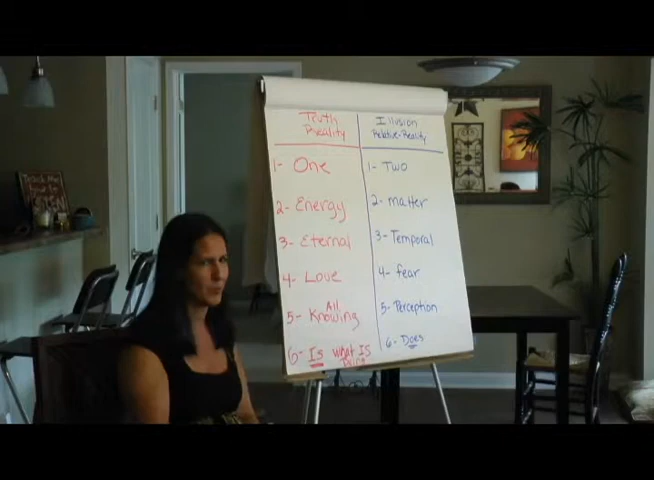 Truth
Reality
1- One
2- Energy
3- Eternal
4- Love
All
5- Knowing
6- Is what Is
Being
Illusion
Relative-Reality
1- Two
2- matter
3- Temporal
4- fear
5- Perception
6- Does